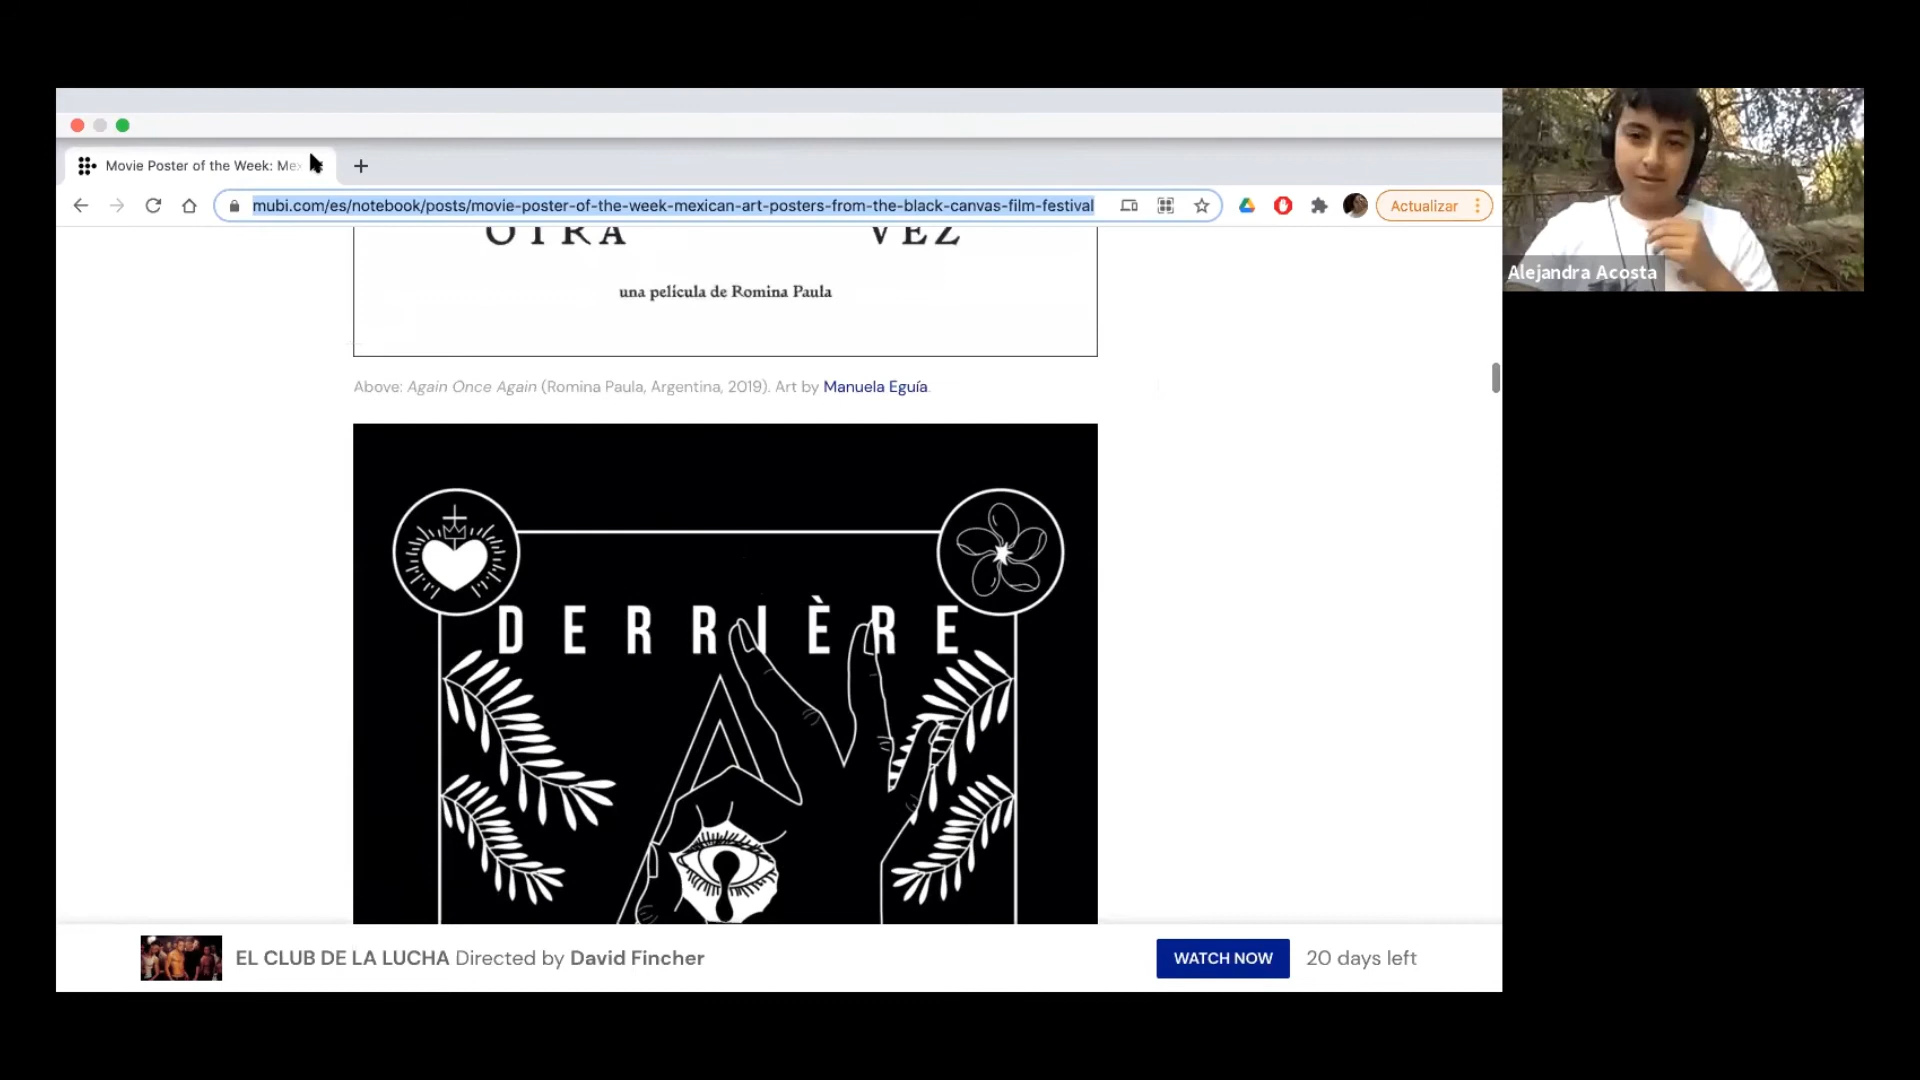 Movie Poster of the Week: Mex
mubi.com/es/notebook/posts/movie-poster-of-the-week-mexican-art-posters-from-the-black-canvas-film-festival
Actualizar
OTRA VEZ
una película de Romina Paula
Above: Again Once Again (Romina Paula, Argentina, 2019). Art by Manuela Eguía.
DERRIÈRE
EL CLUB DE LA LUCHA Directed by David Fincher
WATCH NOW
20 days left
Alejandra Acosta